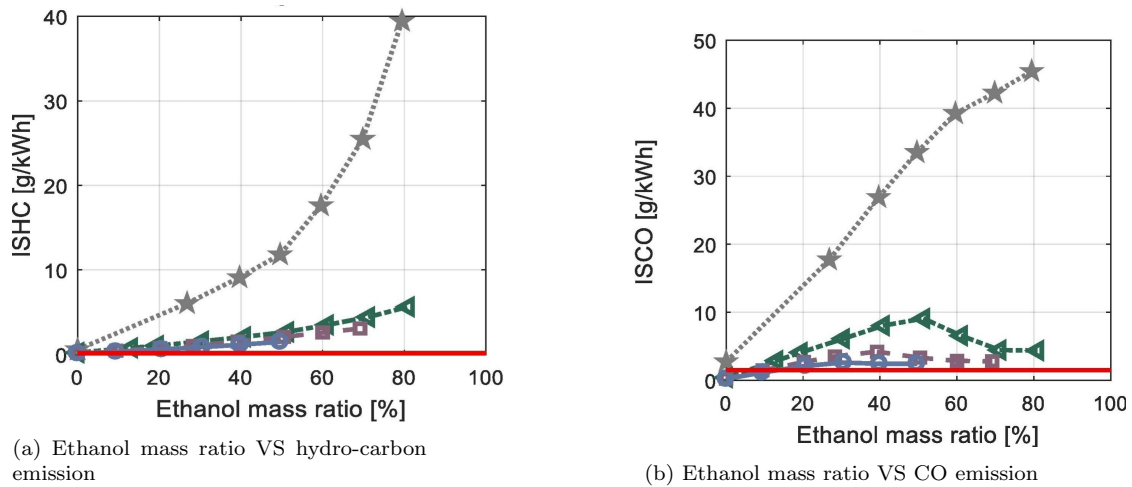 40
30
20
10
0
ISHC [g/kWh]
0 20 40 60 80 100
Ethanol mass ratio [%]
(a) Ethanol mass ratio VS hydro-carbon
emission
50
40
30
20
10
0
ISCO [g/kWh]
0 20 40 60 80 100
Ethanol mass ratio [%]
(b) Ethanol mass ratio VS CO emission